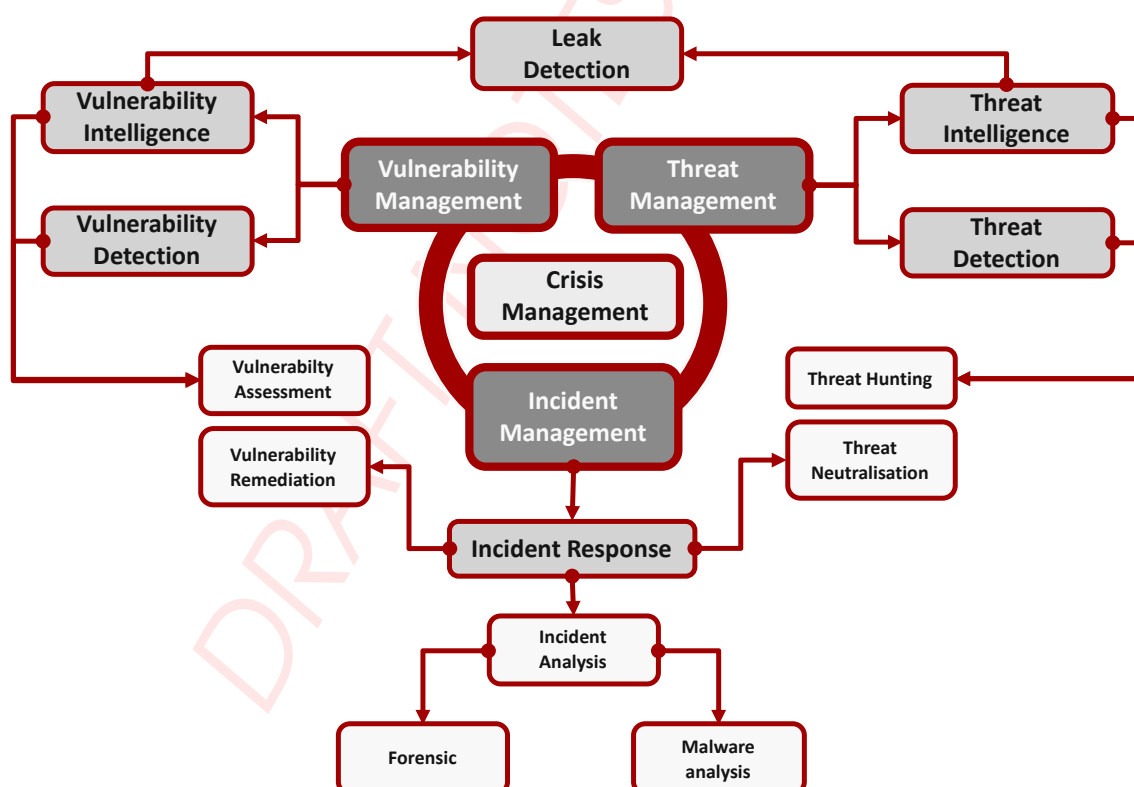 Leak
Detection
Vulnerability
Intelligence
Threat
Intelligence
Vulnerability
Management
Threat
Management
Vulnerability
Detection
Threat
Detection
Crisis
Management
Vulnerabilty
Assessment
Threat Hunting
Incident
Management
Vulnerability
Remediation
Threat
Neutralisation
Incident Response
Incident
Analysis
Forensic
Malware
analysis
DRAFT